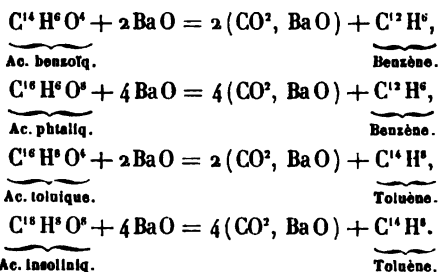 C¹⁴H⁶O⁴ + 2BaO = 2(CO², BaO) + C¹²H⁶,
Ac. benzoïq. Benzène.
C¹⁶H⁶O⁸ + 4BaO = 4(CO², BaO) + C¹²H⁶,
Ac. phtaliq. Benzène.
C¹⁶H⁸O⁴ + 2BaO = 2(CO², BaO) + C¹⁴H⁸,
Ac. toluique. Toluène.
C¹⁸H⁸O⁸ + 4BaO = 4(CO², BaO) + C¹⁴H⁸.
Ac. insoliniq. Toluène.